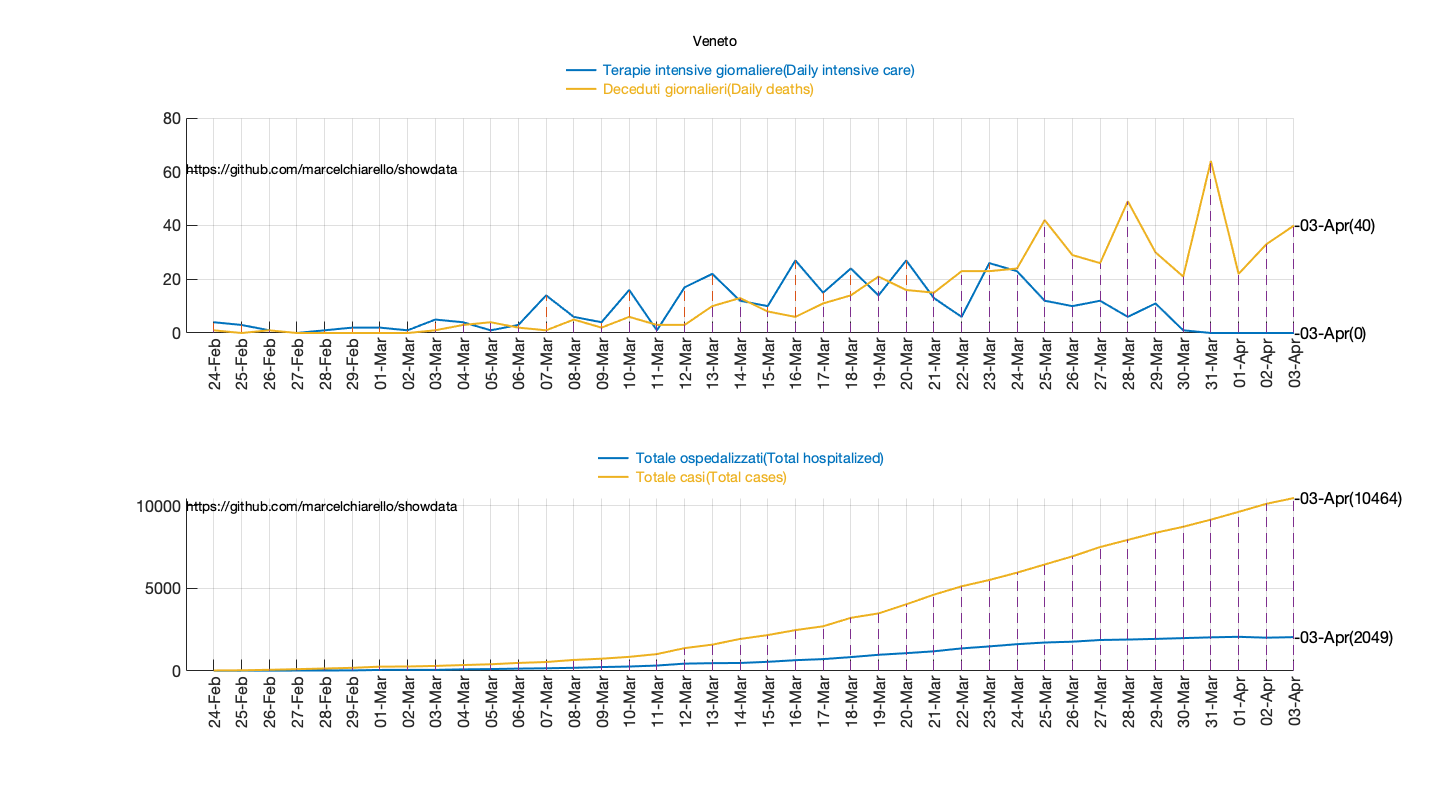 Veneto
Terapie intensive giornaliere(Daily intensive care)
Deceduti giornalieri(Daily deaths)
80
60
40
20
0
https://github.com/marcelchiarello/showdata
-03-Apr(40)
-03-Apr(0)
24-Feb
25-Feb
26-Feb
27-Feb
28-Feb
29-Feb
01-Mar
02-Mar
03-Mar
04-Mar
05-Mar
06-Mar
07-Mar
08-Mar
09-Mar
10-Mar
11-Mar
12-Mar
13-Mar
14-Mar
15-Mar
16-Mar
17-Mar
18-Mar
19-Mar
20-Mar
21-Mar
22-Mar
23-Mar
24-Mar
25-Mar
26-Mar
27-Mar
28-Mar
29-Mar
30-Mar
31-Mar
01-Apr
02-Apr
03-Apr
Totale ospedalizzati(Total hospitalized)
Totale casi(Total cases)
10000
5000
0
https://github.com/marcelchiarello/showdata
-03-Apr(10464)
-03-Apr(2049)
24-Feb
25-Feb
26-Feb
27-Feb
28-Feb
29-Feb
01-Mar
02-Mar
03-Mar
04-Mar
05-Mar
06-Mar
07-Mar
08-Mar
09-Mar
10-Mar
11-Mar
12-Mar
13-Mar
14-Mar
15-Mar
16-Mar
17-Mar
18-Mar
19-Mar
20-Mar
21-Mar
22-Mar
23-Mar
24-Mar
25-Mar
26-Mar
27-Mar
28-Mar
29-Mar
30-Mar
31-Mar
01-Apr
02-Apr
03-Apr